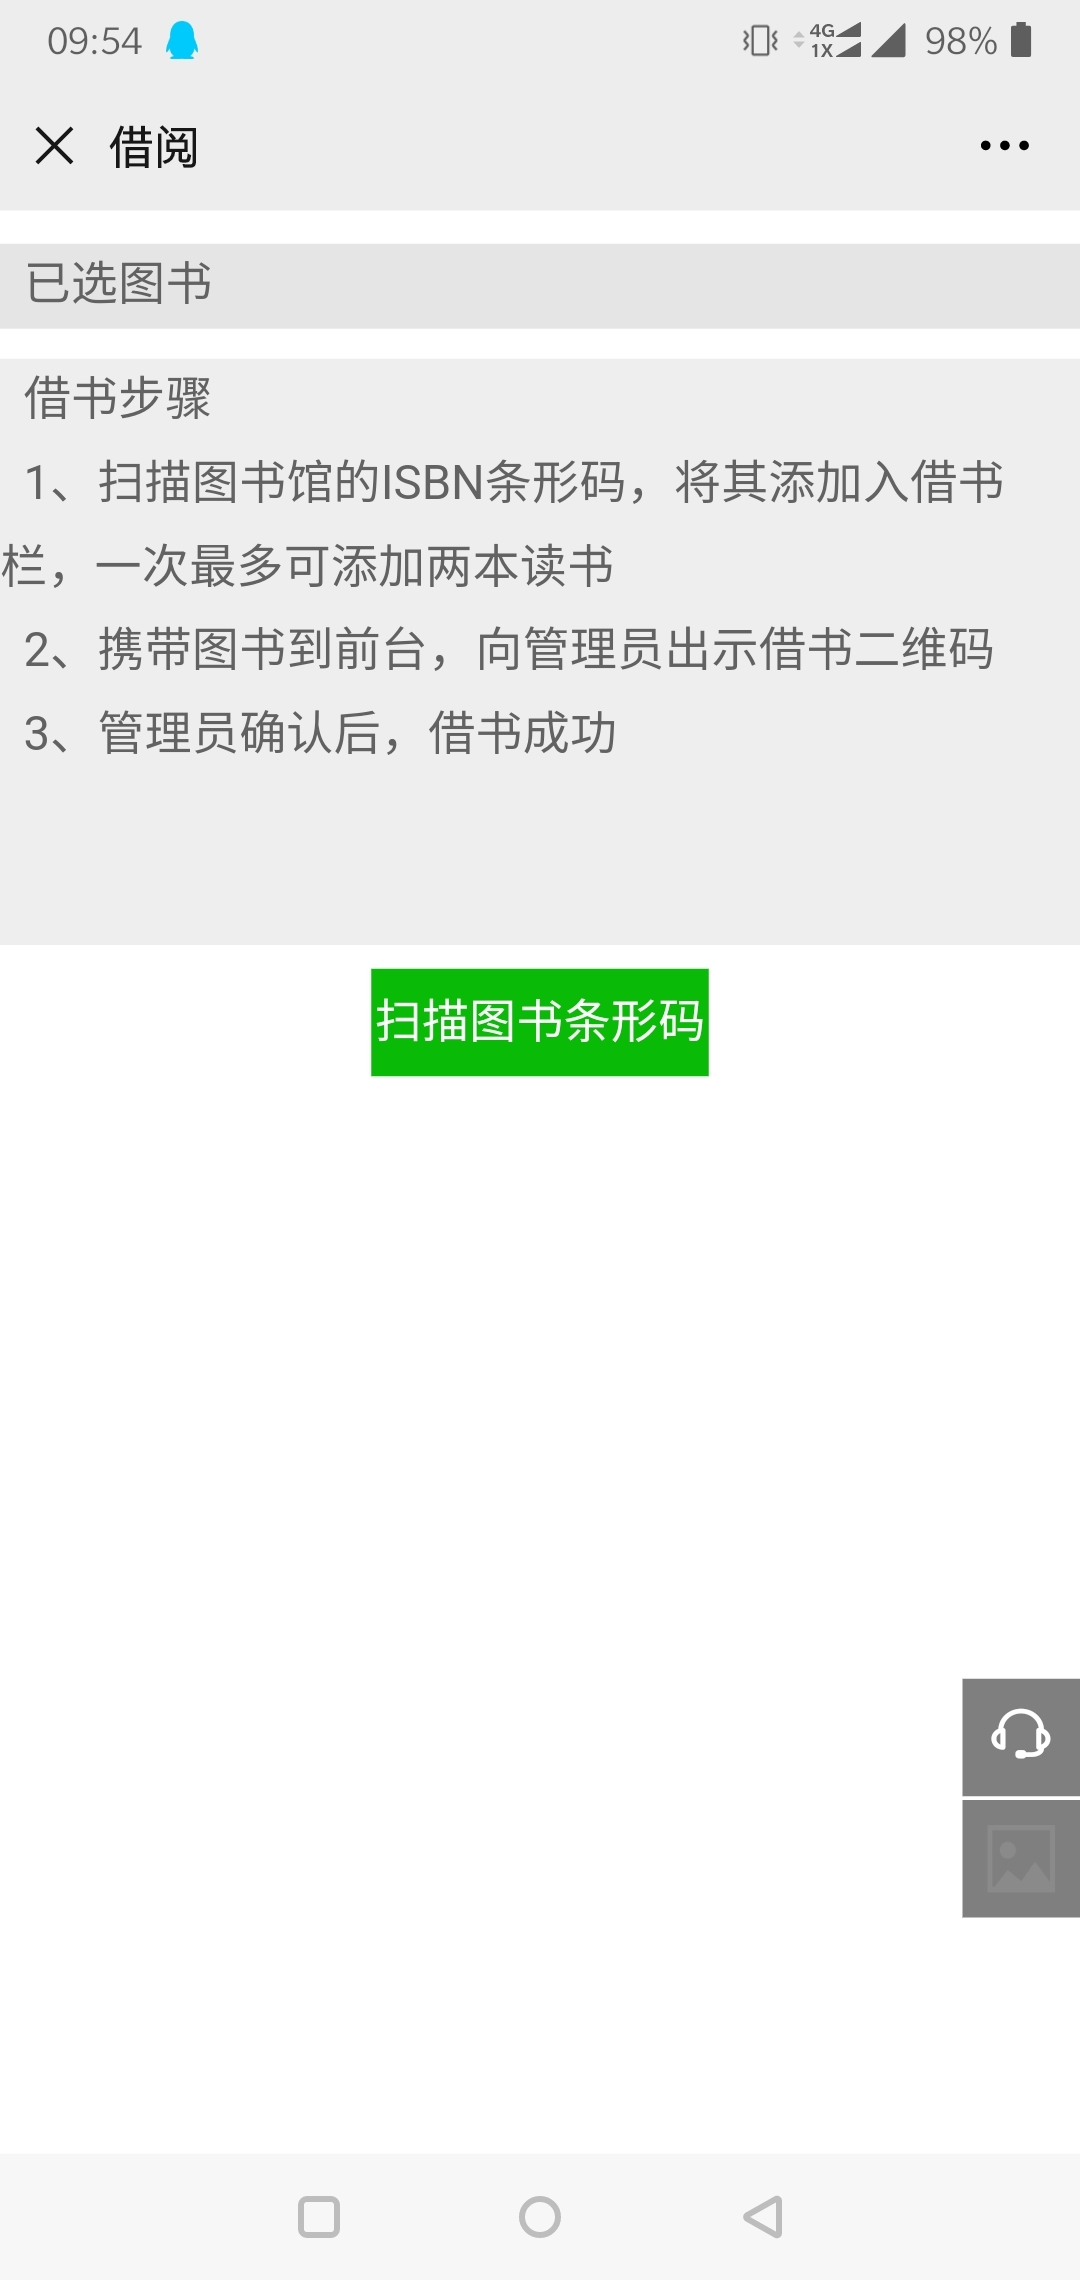 09:54
4G
1X
98%
借阅
已选图书
借书步骤
1、扫描图书馆的ISBN条形码，将其添加入借书
栏，一次最多可添加两本读书
2、携带图书到前台，向管理员出示借书二维码
3、管理员确认后，借书成功
扫描图书条形码